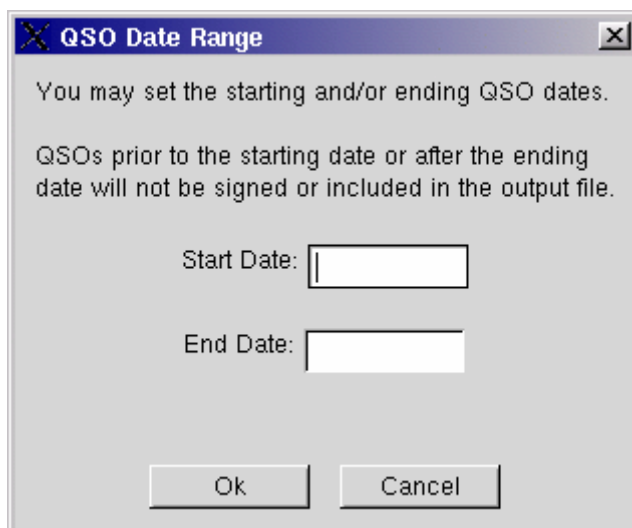 QSO Date Range
You may set the starting and/or ending QSO dates.
QSOs prior to the starting date or after the ending
date will not be signed or included in the output file.
Start Date:
End Date:
Ok Cancel